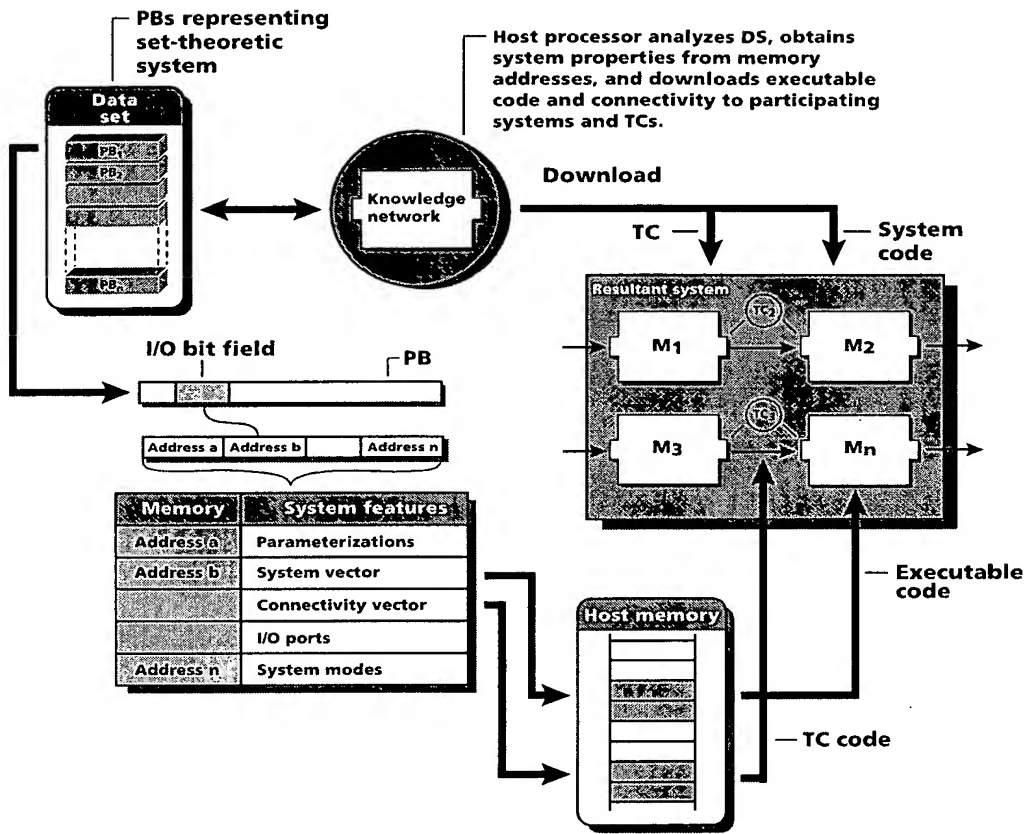 PBs representing
set-theoretic
system
Host processor analyzes DS, obtains
system properties from memory
addresses, and downloads executable
code and connectivity to participating
systems and TCs.
Data
set
PB1
PB2
PBn
Knowledge
network
Download
TC
System
code
Resultant system
TC2
M1
M2
TC3
M3
Mn
I/O bit field
PB
Address a
Address b
Address n
Memory
System features
Address a
Parameterizations
Address b
System vector
Connectivity vector
I/O ports
Address n
System modes
Executable
code
Host memory
TC code